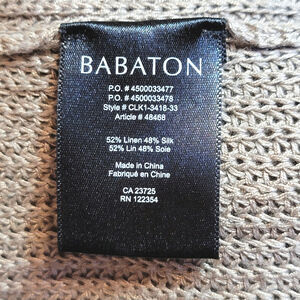 BABATON
P.O. # 4500033477
P.O. # 4500033478
Style # CLK1-3418-33
Article # 48468
52% Linen 48% Silk
52% Lin 48% Soie
Made in China
Fabriqué en Chine
CA 23725
RN 122354